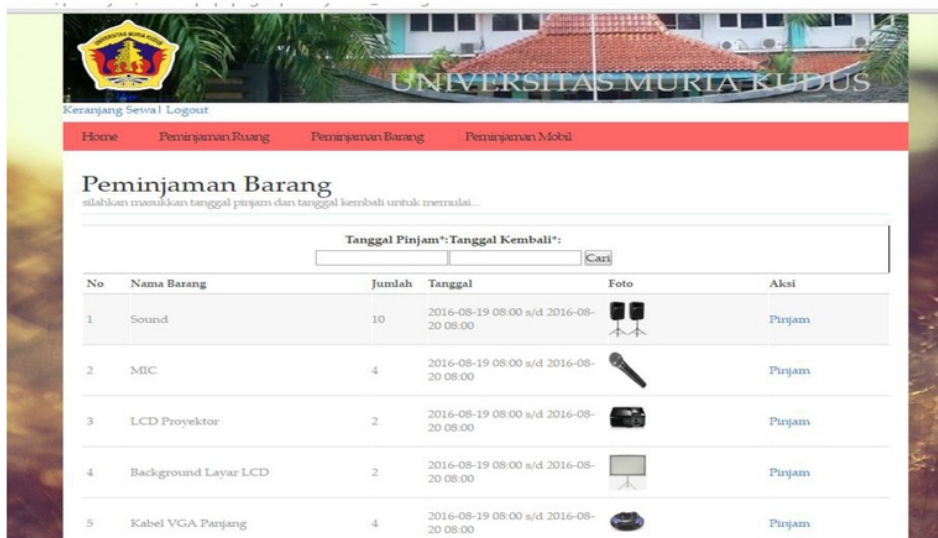 UNIVERSITAS MURIA KUDUS
Keranjang Sewa| Logout
Home Peminjaman Ruang Peminjaman Barang Peminjaman Mobil
Peminjaman Barang
silahkan masukkan tanggal pinjam dan tanggal kembali untuk memulai...
Tanggal Pinjam*:Tanggal Kembali*:
Cari
No Nama Barang Jumlah Tanggal Foto Aksi
1 Sound 10 2016-08-19 08:00 s/d 2016-08-
20 08:00 Pinjam
2 MIC 4 2016-08-19 08:00 s/d 2016-08-
20 08:00 Pinjam
3 LCD Proyektor 2 2016-08-19 08:00 s/d 2016-08-
20 08:00 Pinjam
4 Background Layar LCD 2 2016-08-19 08:00 s/d 2016-08-
20 08:00 Pinjam
5 Kabel VGA Panjang 4 2016-08-19 08:00 s/d 2016-08-
20 08:00 Pinjam